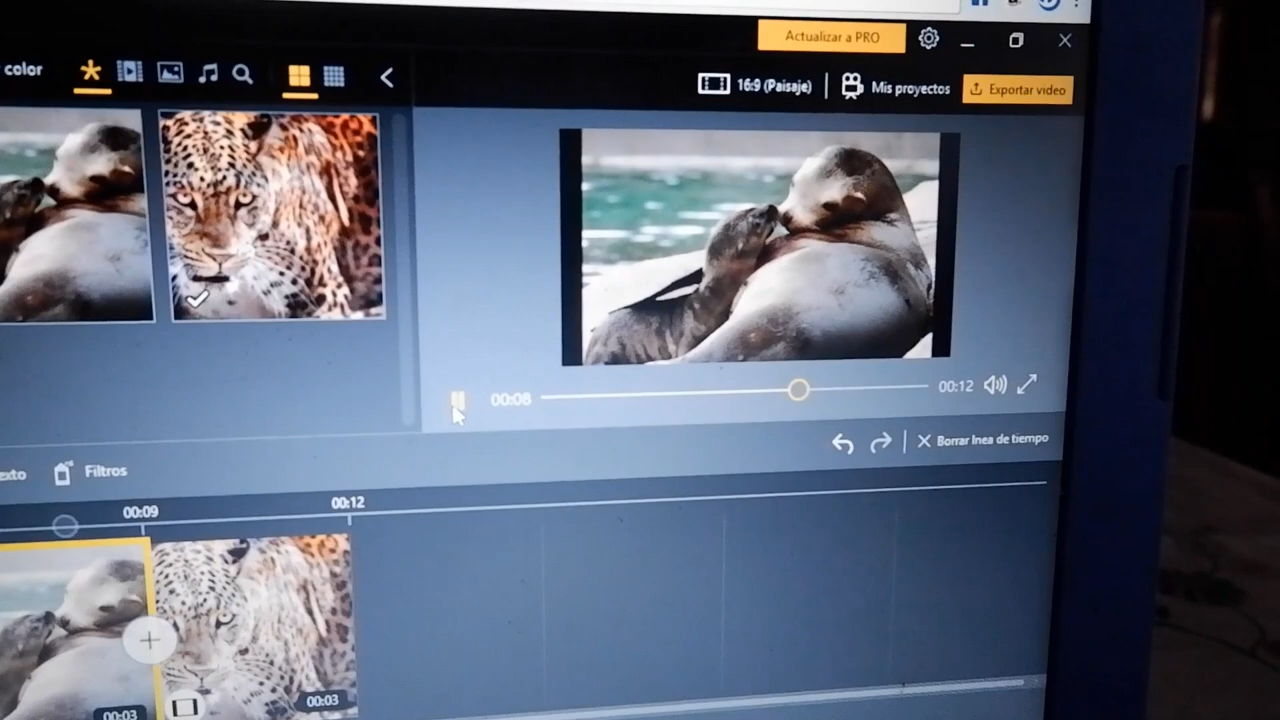 Actualizar a PRO
color
16:9 (Paisaje)
Mis proyectos
Exportar video
00:08
00:12
Borrar lnea de tiempo
exto
Filtros
00:09
00:12
00:03
00:03